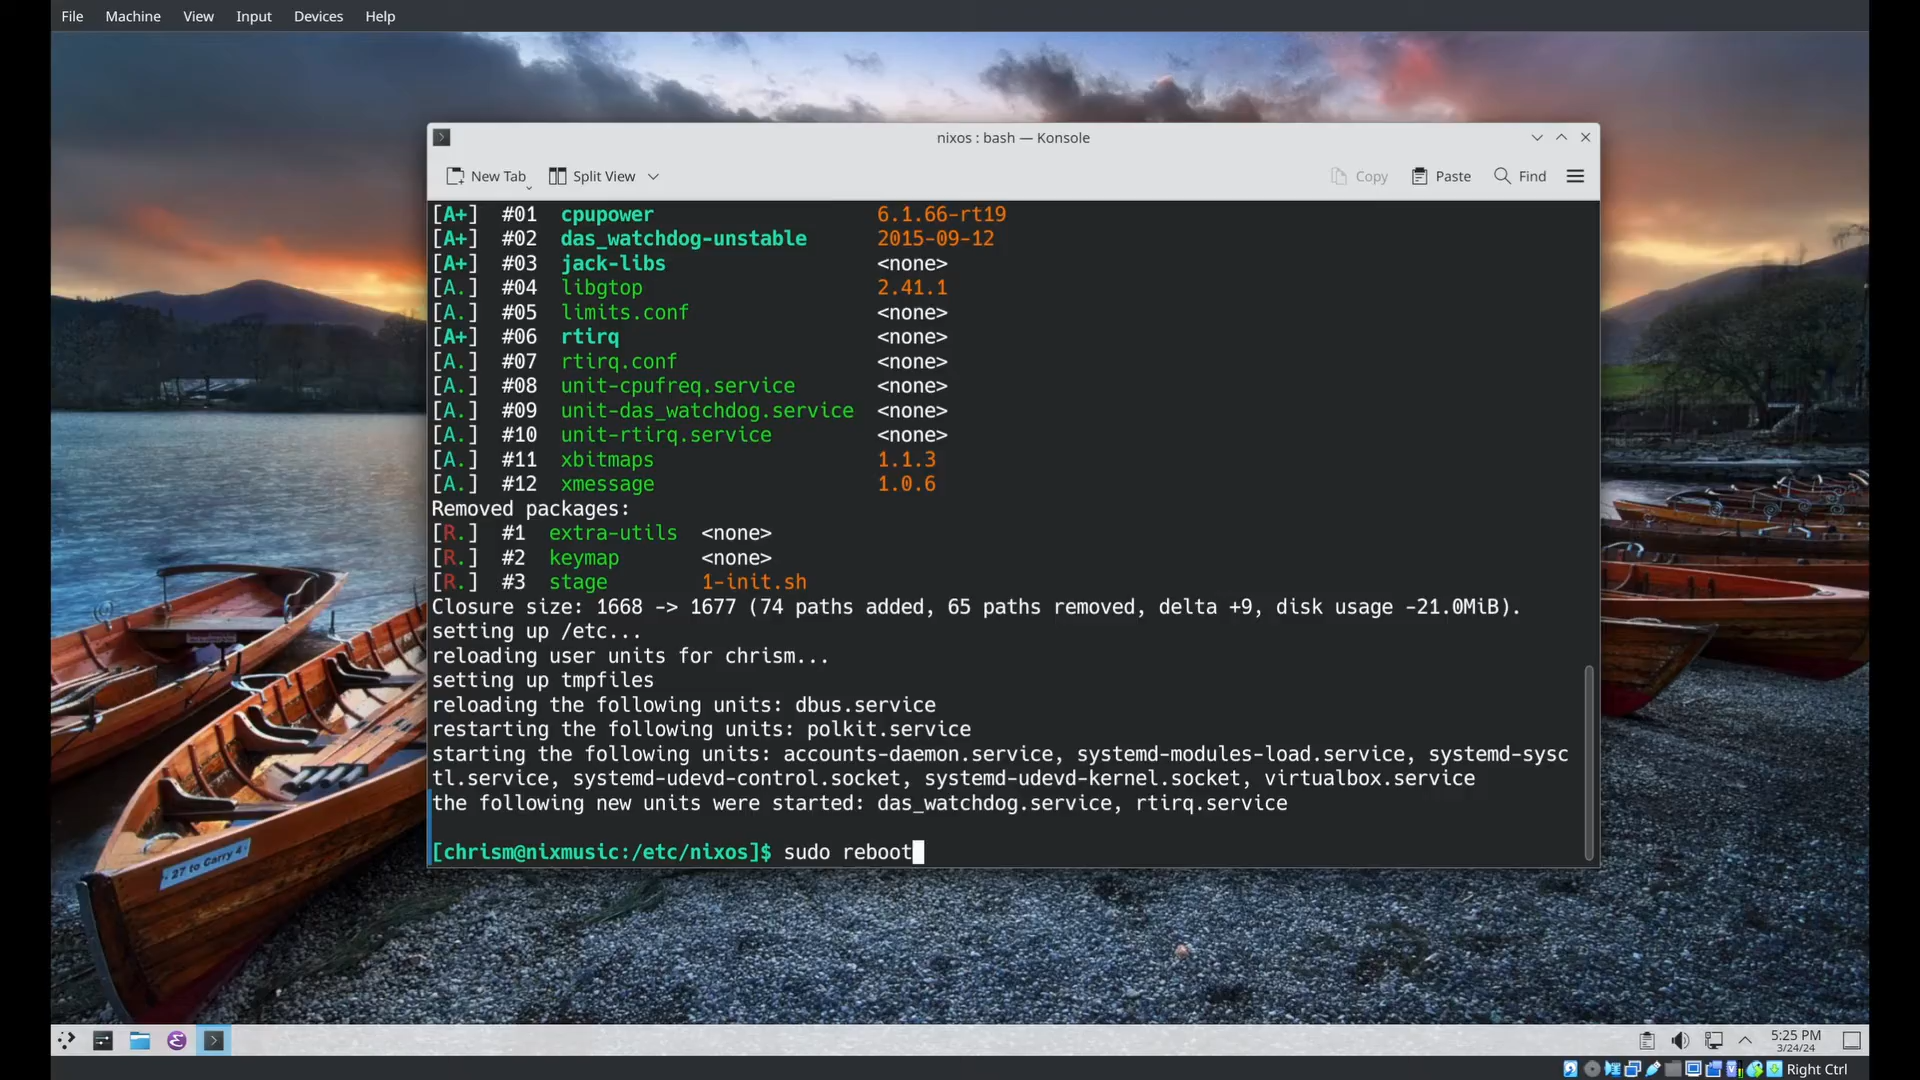 File Machine View Input Devices Help
nixos : bash — Konsole
New Tab Split View Copy Paste Find
[A+] #01 cpupower 6.1.66-rt19
[A+] #02 das_watchdog-unstable 2015-09-12
[A+] #03 jack-libs <none>
[A.] #04 libgtop 2.41.1
[A.] #05 limits.conf <none>
[A+] #06 rtirq <none>
[A.] #07 rtirq.conf <none>
[A.] #08 unit-cpufreq.service <none>
[A.] #09 unit-das_watchdog.service <none>
[A.] #10 unit-rtirq.service <none>
[A.] #11 xbitmaps 1.1.3
[A.] #12 xmessage 1.0.6
Removed packages:
[R.] #1 extra-utils <none>
[R.] #2 keymap <none>
[R.] #3 stage 1-init.sh
Closure size: 1668 -> 1677 (74 paths added, 65 paths removed, delta +9, disk usage -21.0MiB).
setting up /etc...
reloading user units for chrism...
setting up tmpfiles
reloading the following units: dbus.service
restarting the following units: polkit.service
starting the following units: accounts-daemon.service, systemd-modules-load.service, systemd-sysc
tl.service, systemd-udevd-control.socket, systemd-udevd-kernel.socket, virtualbox.service
the following new units were started: das_watchdog.service, rtirq.service
[chrism@nixmusic:/etc/nixos]$ sudo reboot
27 to Carry 4
5:25 PM
3/24/24
Right Ctrl